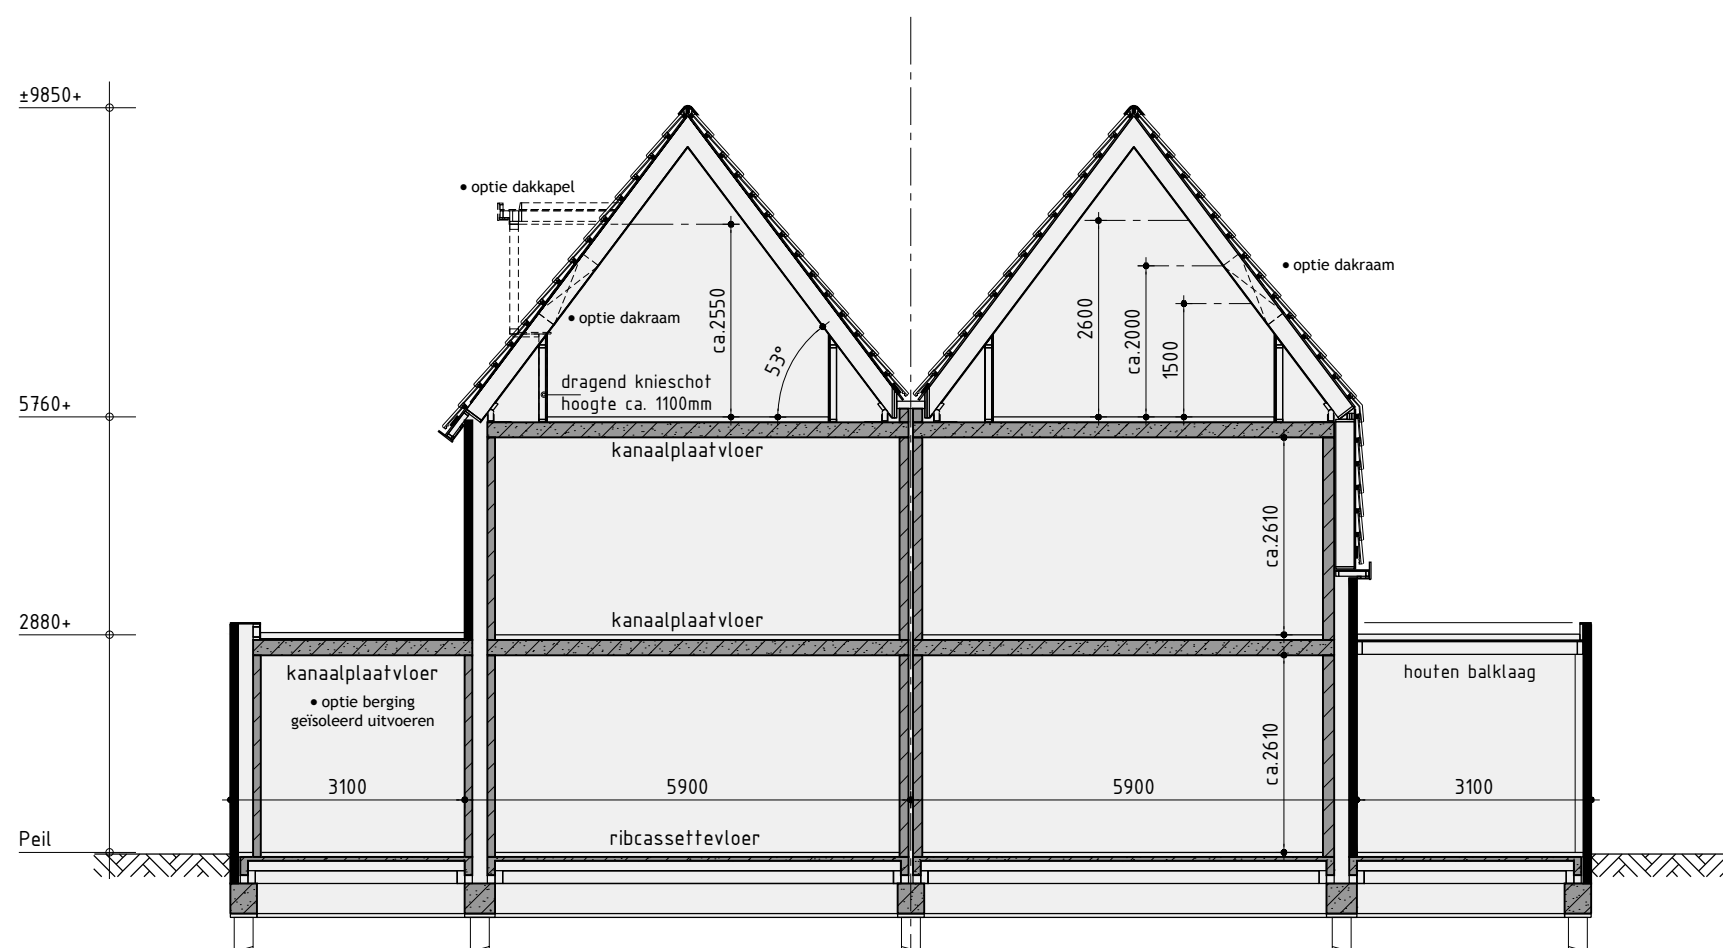 ±9850+
• optie dakkapel
• optie dakraam
• optie dakraam
ca.2550
2600
ca.2000
1500
53°
dragend knieschot
hoogte ca. 1100mm
5760+
kanaalplaatvloer
ca.2610
kanaalplaatvloer
2880+
kanaalplaatvloer
houten balklaag
• optie berging
geïsoleerd uitvoeren
ca.2610
3100
5900
5900
3100
Peil
ribcassettevloer